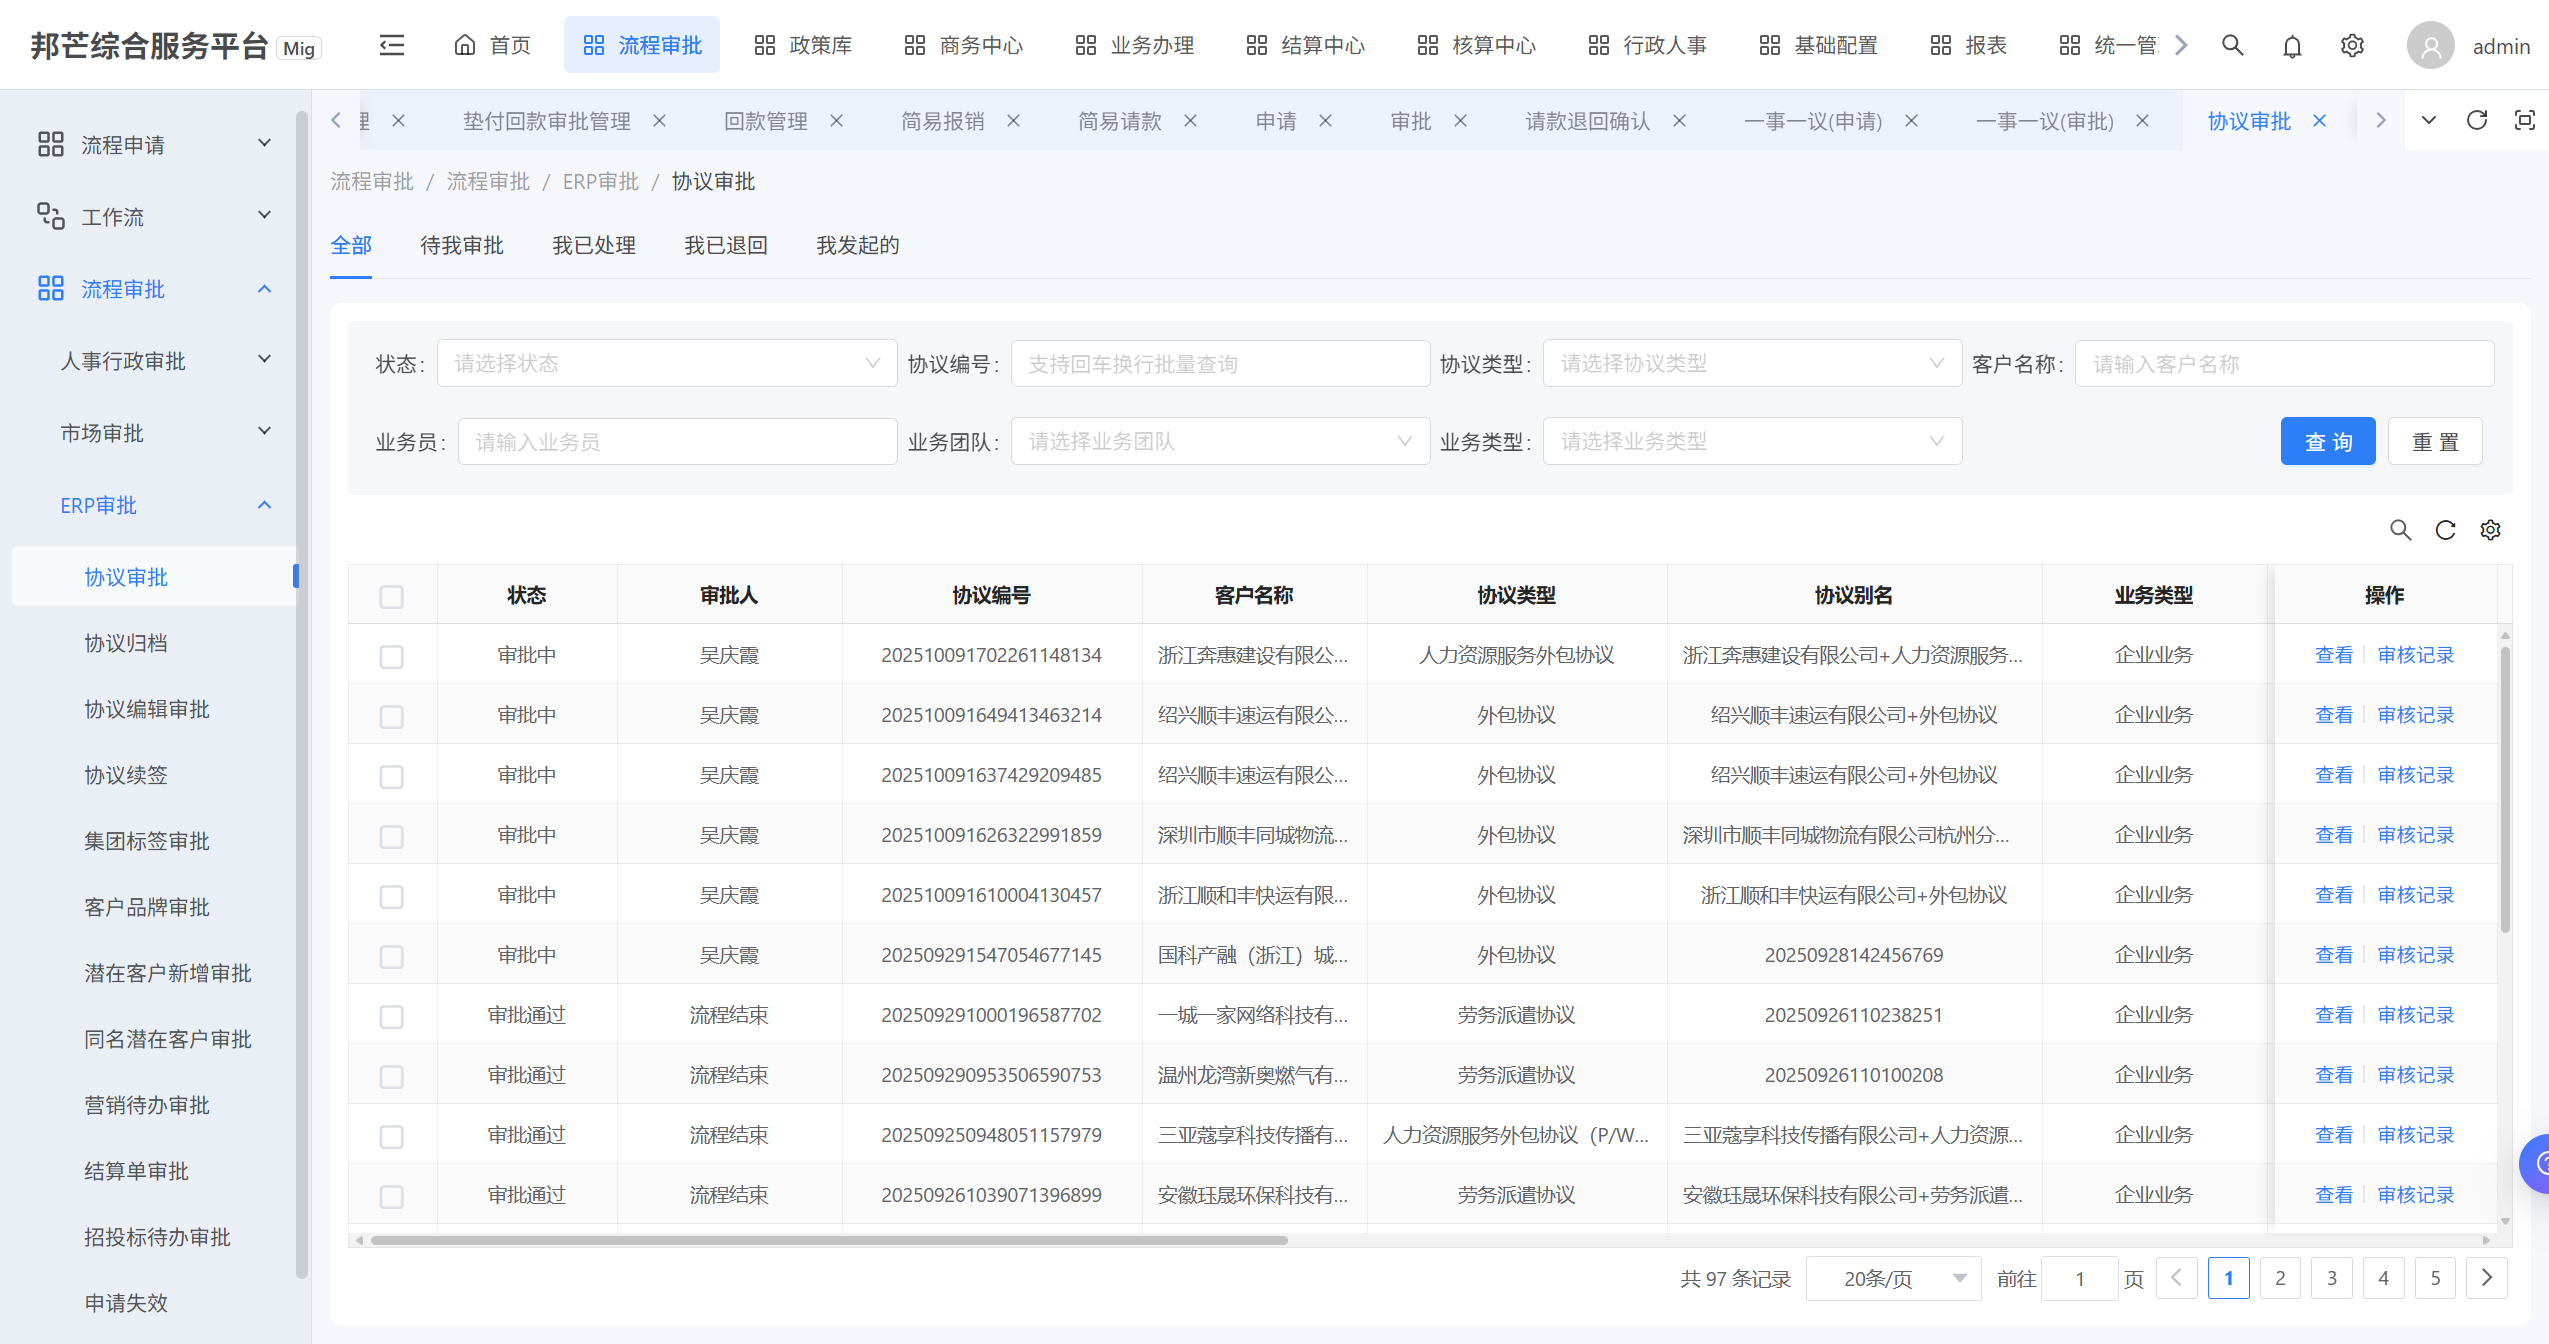 邦芒综合服务平台 Mig 首页 流程审批 政策库 商务中心 业务办理 结算中心 核算中心 行政人事 基础配置 报表 统一管 admin
垫付回款审批管理 回款管理 简易报销 简易请款 申请 审批 请款退回确认 一事一议(申请) 一事一议(审批) 协议审批
流程审批 / 流程审批 / ERP审批 / 协议审批
全部 待我审批 我已处理 我已退回 我发起的
流程申请
工作流
流程审批
人事行政审批
市场审批
ERP审批
协议审批
协议归档
协议编辑审批
协议续签
集团标签审批
客户品牌审批
潜在客户新增审批
同名潜在客户审批
营销待办审批
结算单审批
招投标待办审批
申请失效
状态: 请选择状态 协议编号: 支持回车换行批量查询 协议类型: 请选择协议类型 客户名称: 请输入客户名称
业务员: 请输入业务员 业务团队: 请选择业务团队 业务类型: 请选择业务类型 查 询 重 置
状态 审批人 协议编号 客户名称 协议类型 协议别名 业务类型 操作
审批中 吴庆霞 202510091702261148134 浙江奔惠建设有限公... 人力资源服务外包协议 浙江奔惠建设有限公司+人力资源服务... 企业业务 查看 审核记录
审批中 吴庆霞 202510091649413463214 绍兴顺丰速运有限公... 外包协议 绍兴顺丰速运有限公司+外包协议 企业业务 查看 审核记录
审批中 吴庆霞 202510091637429209485 绍兴顺丰速运有限公... 外包协议 绍兴顺丰速运有限公司+外包协议 企业业务 查看 审核记录
审批中 吴庆霞 202510091626322991859 深圳市顺丰同城物流... 外包协议 深圳市顺丰同城物流有限公司杭州分... 企业业务 查看 审核记录
审批中 吴庆霞 202510091610004130457 浙江顺和丰快运有限... 外包协议 浙江顺和丰快运有限公司+外包协议 企业业务 查看 审核记录
审批中 吴庆霞 202509291547054677145 国科产融（浙江）城... 外包协议 20250928142456769 企业业务 查看 审核记录
审批通过 流程结束 202509291000196587702 一城一家网络科技有... 劳务派遣协议 20250926110238251 企业业务 查看 审核记录
审批通过 流程结束 202509290953506590753 温州龙湾新奥燃气有... 劳务派遣协议 20250926110100208 企业业务 查看 审核记录
审批通过 流程结束 202509250948051157979 三亚蔻享科技传播有... 人力资源服务外包协议（P/W... 三亚蔻享科技传播有限公司+人力资源... 企业业务 查看 审核记录
审批通过 流程结束 202509261039071396899 安徽珏晟环保科技有... 劳务派遣协议 安徽珏晟环保科技有限公司+劳务派遣... 企业业务 查看 审核记录
共 97 条记录 20条/页 前往 1 页 1 2 3 4 5